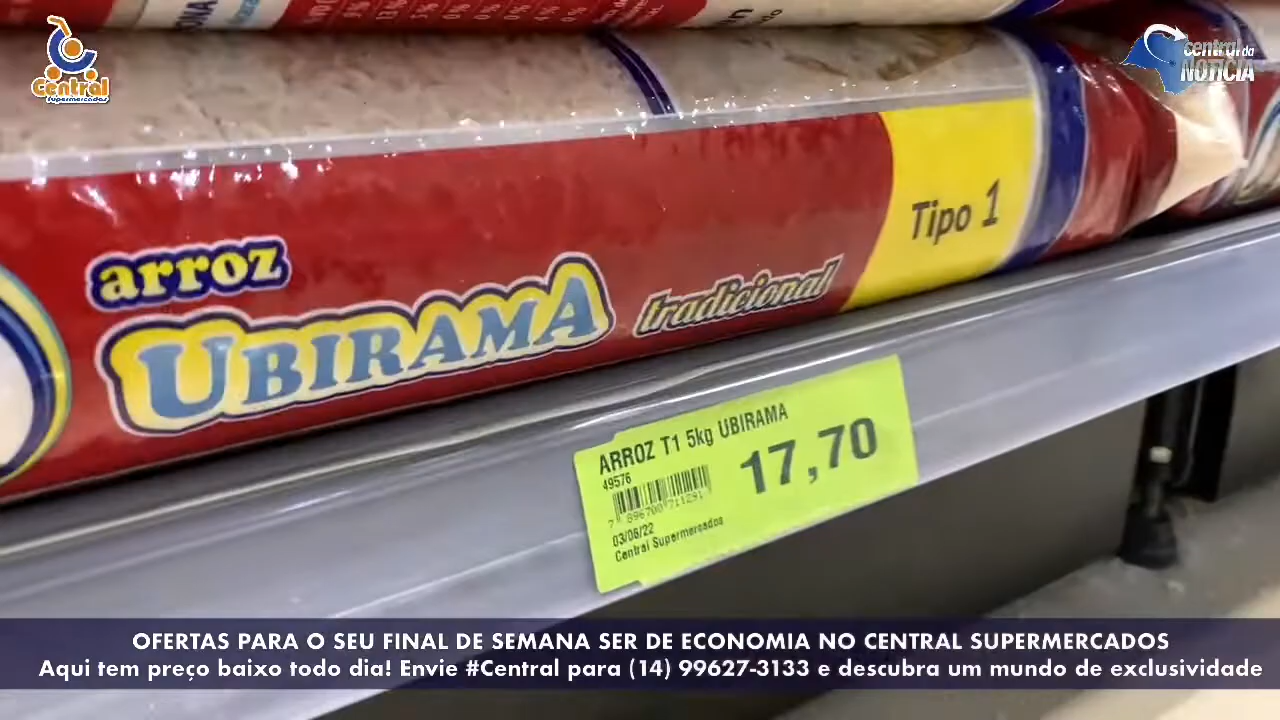 Central
Supermercados
central da
NOTÍCIA
arroz
UBIRAMA
tradicional
Tipo 1
ARROZ T1 5kg UBIRAMA
49576
17,70
03/06/22
Central Supermercados
OFERTAS PARA O SEU FINAL DE SEMANA SER DE ECONOMIA NO CENTRAL SUPERMERCADOS
Aqui tem preço baixo todo dia! Envie #Central para (14) 99627-3133 e descubra um mundo de exclusividade